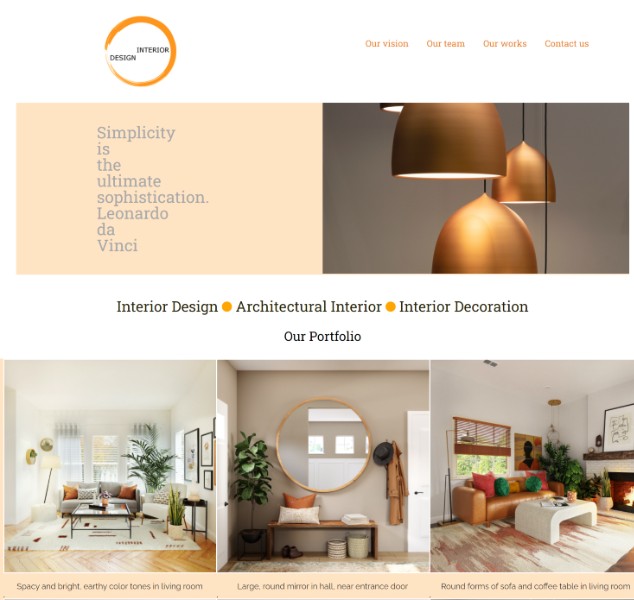 INTERIOR
DESIGN
Our vision Our team Our works Contact us
Simplicity
is
the
ultimate
sophistication.
Leonardo
da
Vinci
Interior Design Architectural Interior Interior Decoration
Our Portfolio
Spacy and bright, earthy color tones in living room
Large, round mirror in hall, near entrance door
Round forms of sofa and coffee table in living room